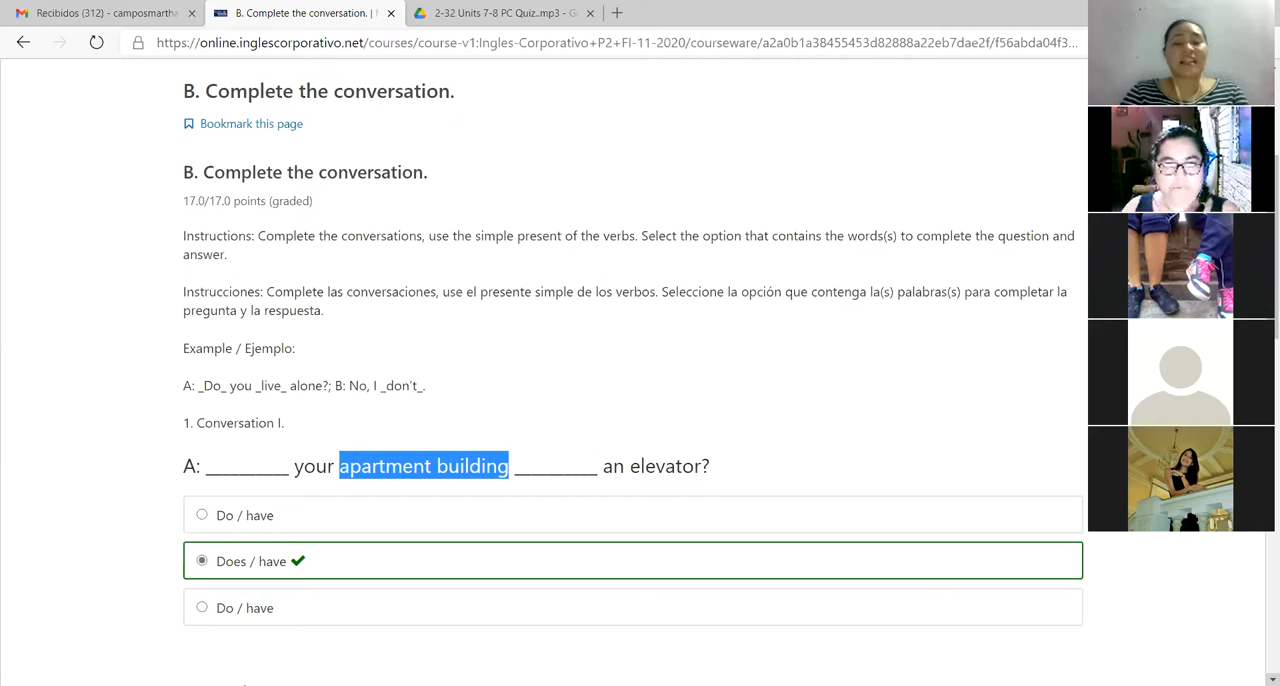 Recibidos (312) - camposmartha
B. Complete the conversation. |
2-32 Units 7-8 PC Quiz..mp3 - G
https://online.inglescorporativo.net/courses/course-v1:Ingles-Corporativo+P2+FI-11-2020/courseware/a2a0b1a38455453d82888a22eb7dae2f/f56abda04f3...
B. Complete the conversation.
Bookmark this page
B. Complete the conversation.
17.0/17.0 points (graded)
Instructions: Complete the conversations, use the simple present of the verbs. Select the option that contains the words(s) to complete the question and
answer.
Instrucciones: Complete las conversaciones, use el presente simple de los verbos. Seleccione la opción que contenga la(s) palabras(s) para completar la
pregunta y la respuesta.
Example / Ejemplo:
A: _Do_ you _live_ alone?; B: No, I _don't_.
1. Conversation I.
A: _________ your apartment building _________ an elevator?
Do / have
Does / have
Do / have